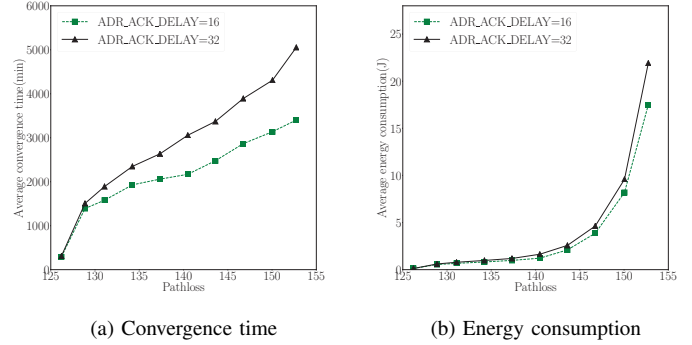 ADR_ACK_DELAY=16
ADR_ACK_DELAY=32
Average convergence time(min)
6000
5000
4000
3000
2000
1000
0
125 130 135 140 145 150 155
Pathloss
(a) Convergence time
ADR_ACK_DELAY=16
ADR_ACK_DELAY=32
Average energy consumption(J)
25
20
15
10
5
0
125 130 135 140 145 150 155
Pathloss
(b) Energy consumption